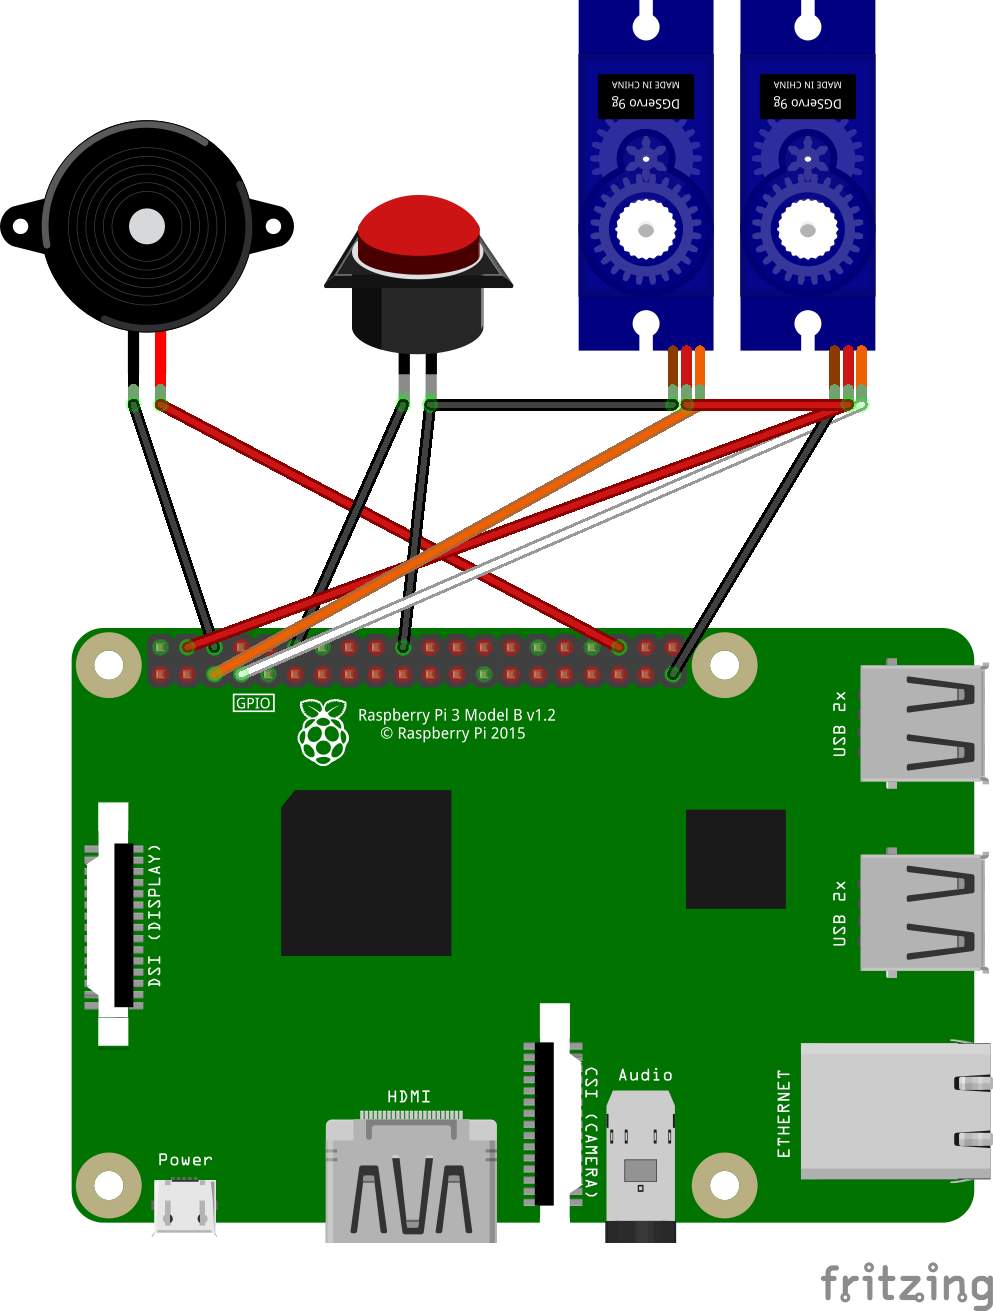 MADE IN CHINA
DGServo 9g
MADE IN CHINA
DGServo 9g
GPIO
Raspberry Pi 3 Model B v1.2
© Raspberry Pi 2015
USB 2x
DSI (DISPLAY)
USB 2x
CSI (CAMERA)
Audio
ETHERNET
HDMI
Power
fritzing